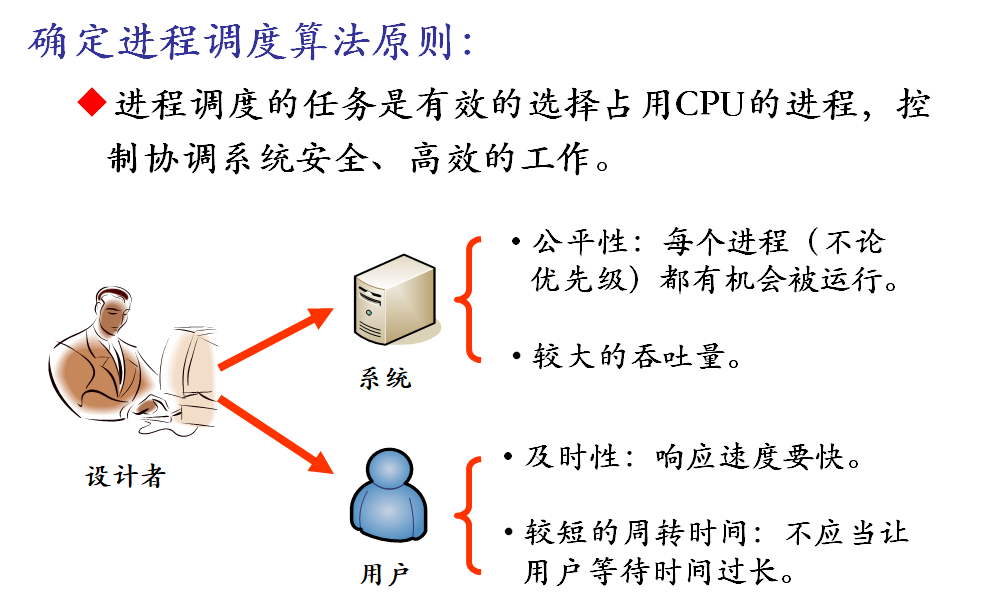 确定进程调度算法原则：
进程调度的任务是有效的选择占用CPU的进程，控
制协调系统安全、高效的工作。
• 公平性：每个进程（不论
优先级）都有机会被运行。
• 较大的吞吐量。
系统
设计者
• 及时性：响应速度要快。
• 较短的周转时间：不应当让
用户等待时间过长。
用户